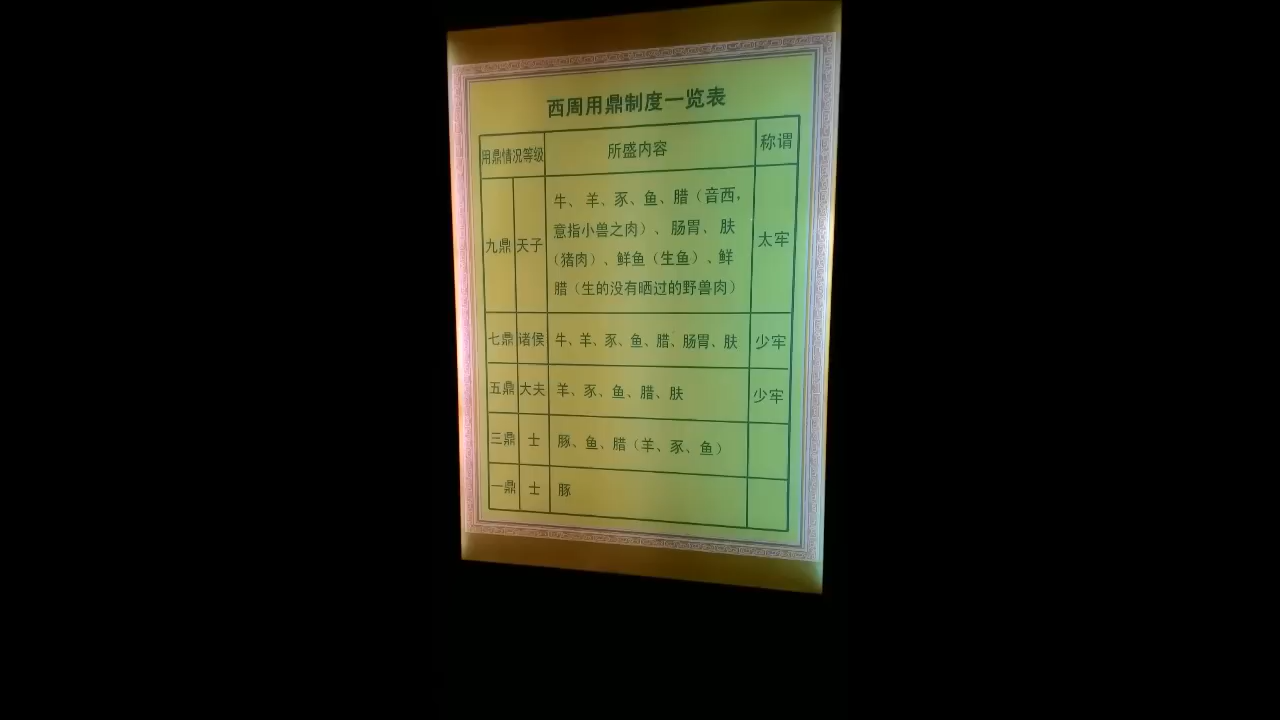 西周用鼎制度一览表
用鼎情况等级 所盛内容 称谓
九鼎 天子 牛、羊、豕、鱼、腊（音西，
意指小兽之肉）、肠胃、肤
（猪肉）、鲜鱼（生鱼）、鲜
腊（生的没有晒过的野兽肉） 太牢
七鼎 诸侯 牛、羊、豕、鱼、腊、肠胃、肤 少牢
五鼎 大夫 羊、豕、鱼、腊、肤 少牢
三鼎 士 豚、鱼、腊（羊、豕、鱼）
一鼎 士 豚